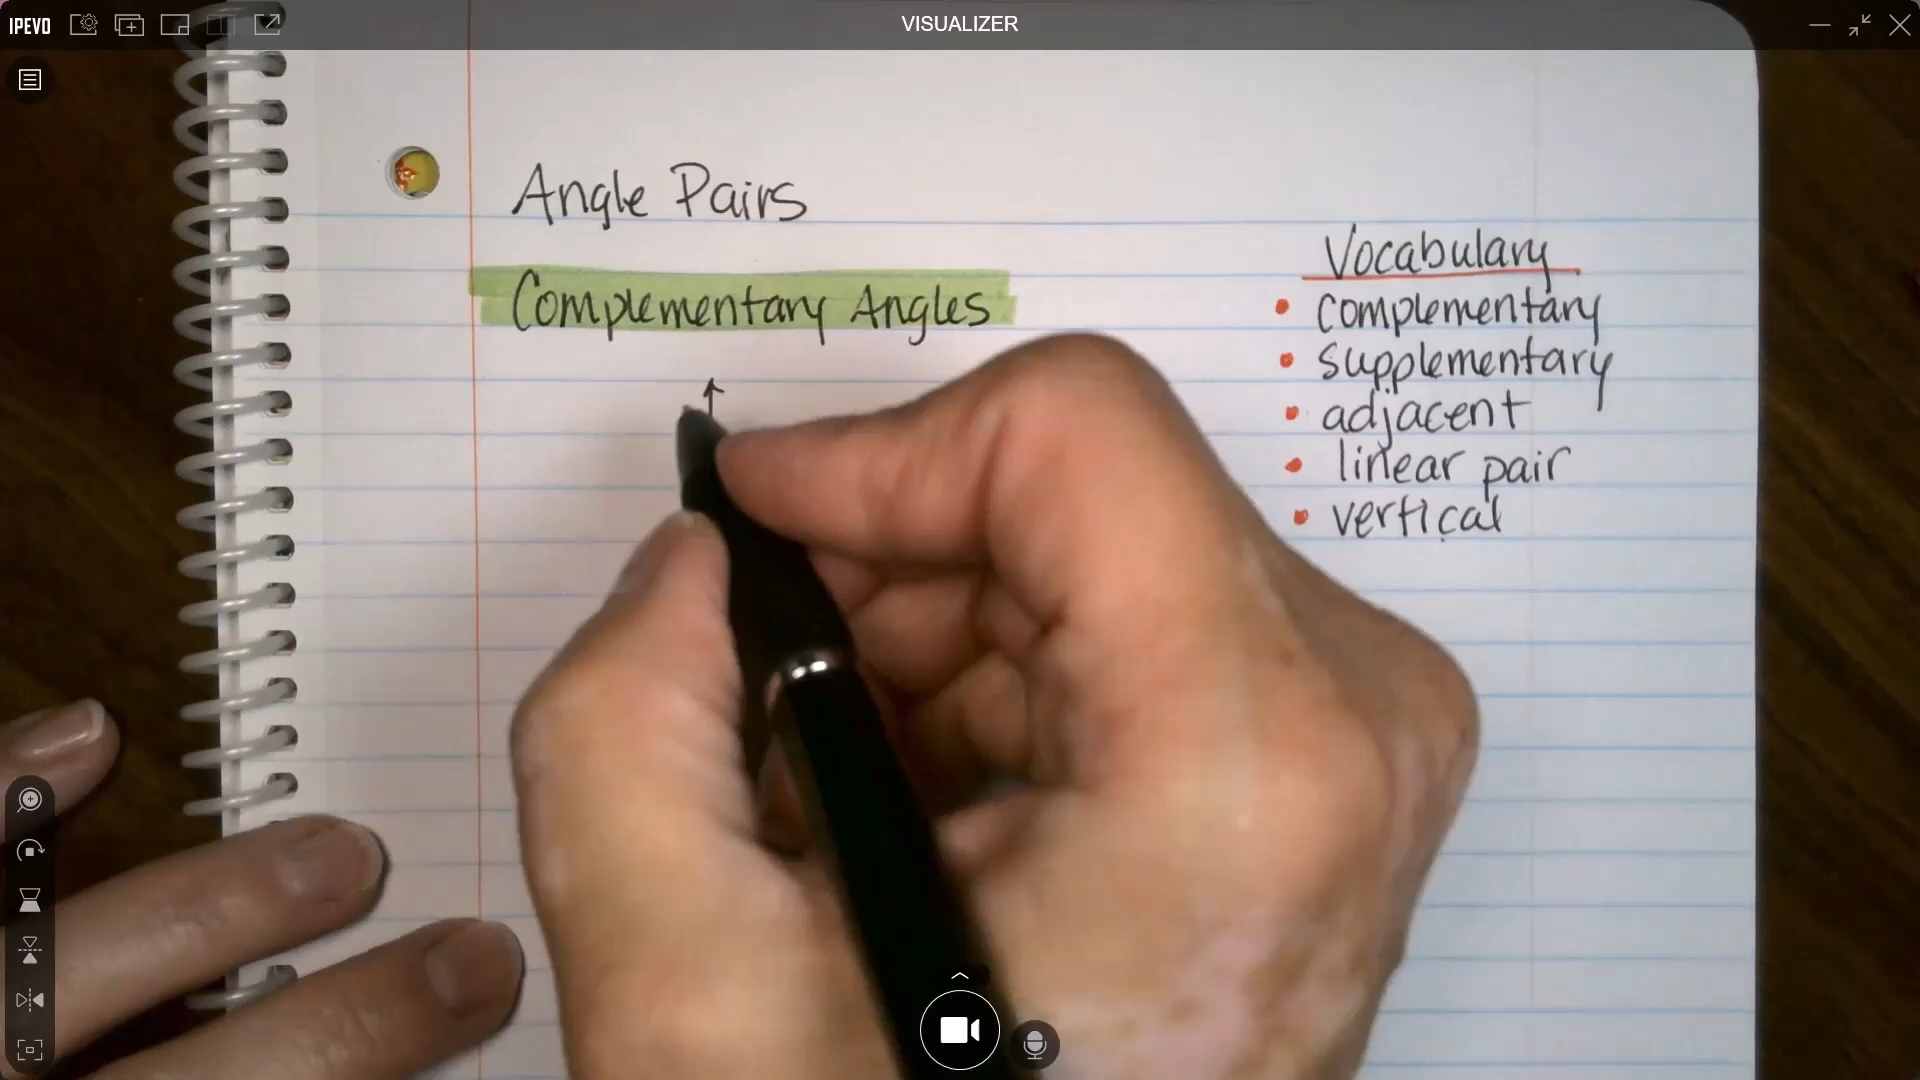 IPEVO
VISUALIZER
Angle Pairs
Complementary Angles
Vocabulary
• complementary
• supplementary
• adjacent
• linear pair
• vertical